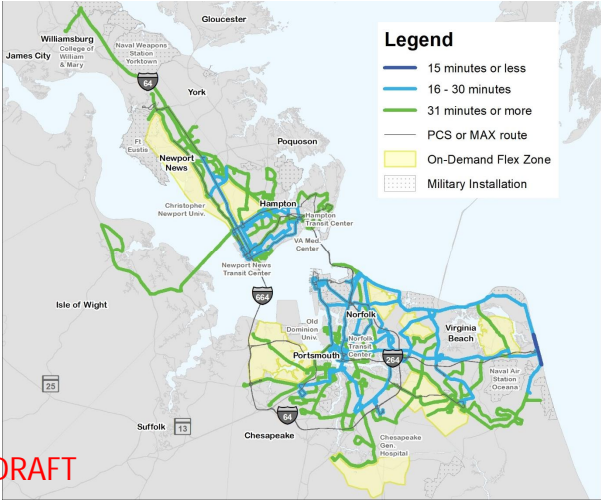 Gloucester
Williamsburg
College of
William
& Mary
James City
Naval Weapons
Station
Yorktown
64
York
Poquoson
Ft
Eustis
Newport
News
Christopher
Newport Univ.
Hampton
Hampton
Transit Center
VA Med.
Center
Newport News
Transit Center
664
Isle of Wight
Old
Dominion
Univ.
Norfolk
Norfolk
Transit
Center
Portsmouth
264
Virginia
Beach
Naval Air
Station
Oceana
25
Suffolk
13
64
Chesapeake
Chesapeake
Gen.
Hospital
DRAFT
Legend
15 minutes or less
16 - 30 minutes
31 minutes or more
PCS or MAX route
On-Demand Flex Zone
Military Installation